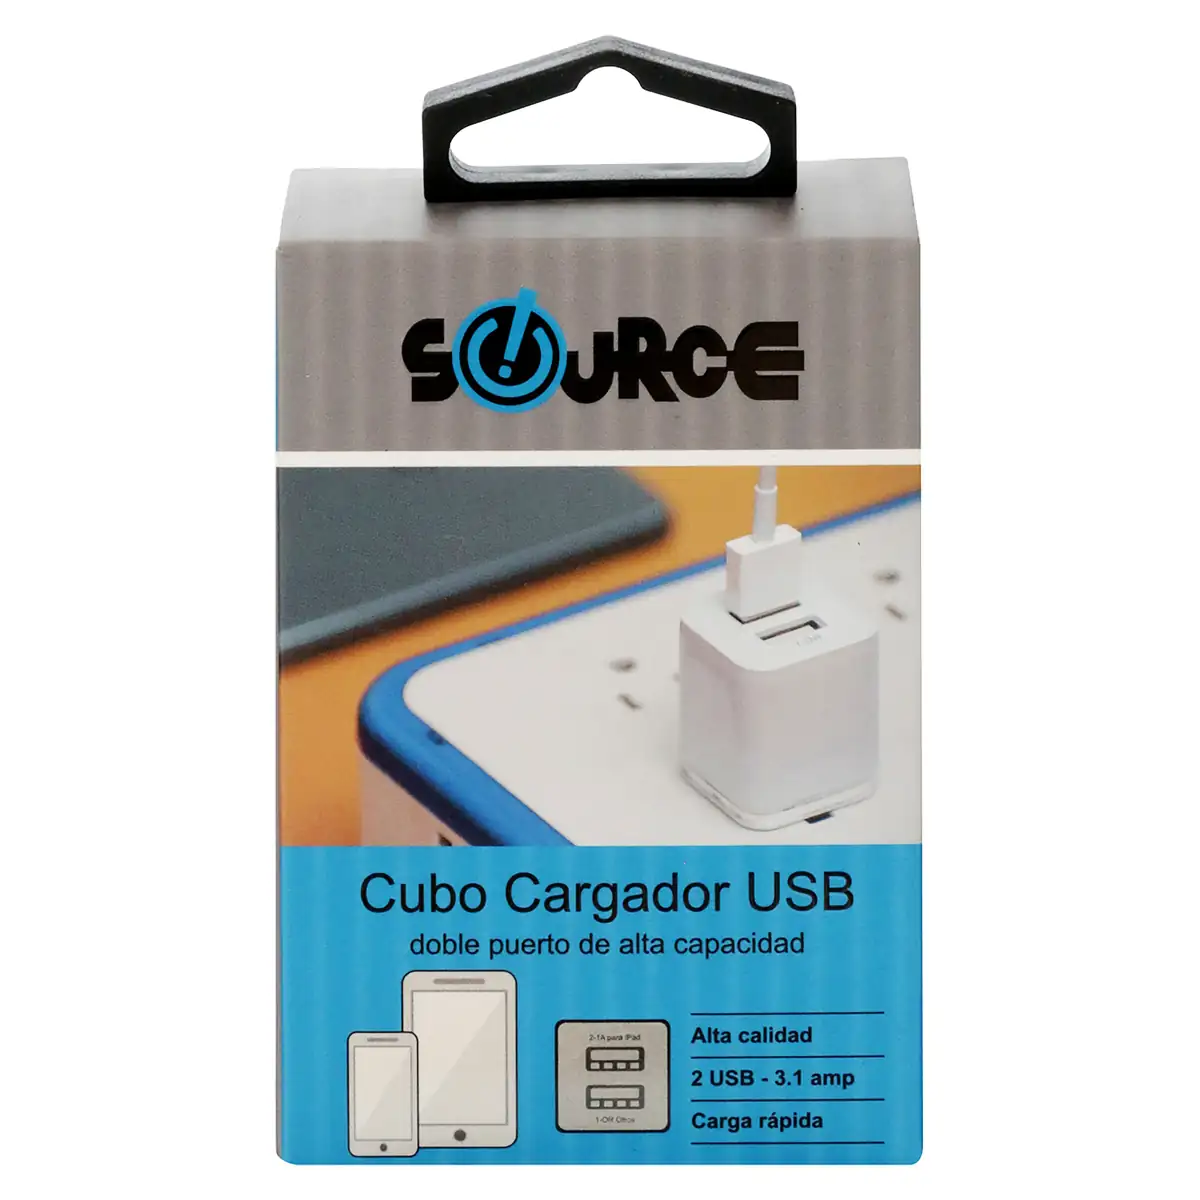 SOURCE
Cubo Cargador USB
doble puerto de alta capacidad
2-1A para iPad
1-OR Otros
Alta calidad
2 USB - 3.1 amp
Carga rápida